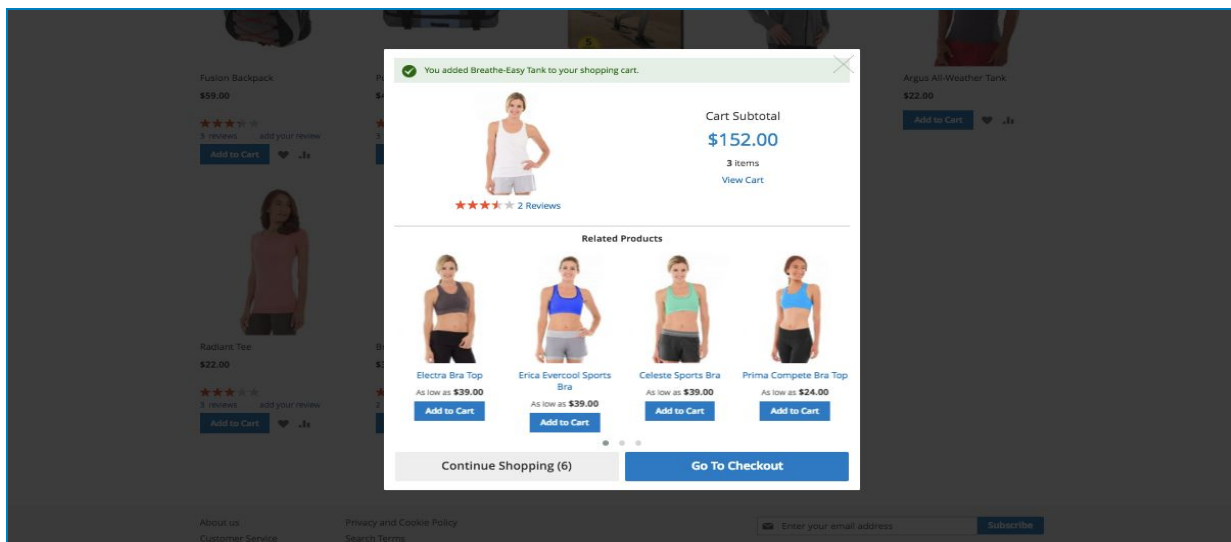 You added Breathe-Easy Tank to your shopping cart.
Cart Subtotal
$152.00
3 items
View Cart
2 Reviews
Related Products
Electra Bra Top
As low as $39.00
Add to Cart
Erica Evercool Sports
Bra
As low as $39.00
Add to Cart
Celeste Sports Bra
As low as $39.00
Add to Cart
Prima Compete Bra Top
As low as $24.00
Add to Cart
Continue Shopping (6)
Go To Checkout
Fusion Backpack
$59.00
3 reviews add your review
Add to Cart
Argus All-Weather Tank
$22.00
Add to Cart
Radiant Tee
$22.00
3 reviews add your review
Add to Cart
About us
Customer Service
Privacy and Cookie Policy
Search Terms
Enter your email address
Subscribe